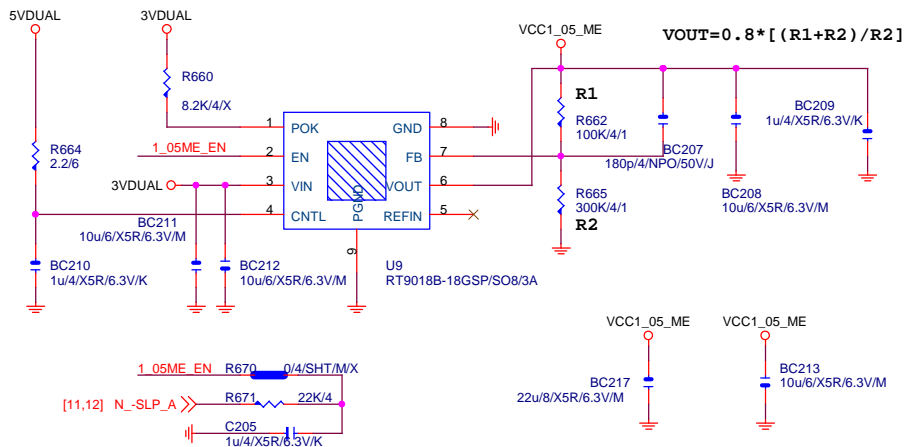 5VDUAL
3VDUAL
VCC1_05_ME
VOUT=0.8*[(R1+R2)/R2]
R660
8.2K/4/X
R1
R662
100K/4/1
BC209
1u/4/X5R/6.3V/K
1
POK
GND
8
R664
2.2/6
1_05ME_EN
2
EN
FB
7
BC207
180p/4/NPO/50V/J
3VDUAL
3
VIN
VOUT
6
R665
300K/4/1
R2
BC208
10u/6/X5R/6.3V/M
4
CNTL
PGND
REFIN
5
9
BC211
10u/6/X5R/6.3V/M
BC210
1u/4/X5R/6.3V/K
BC212
10u/6/X5R/6.3V/M
U9
RT9018B-18GSP/SO8/3A
VCC1_05_ME
VCC1_05_ME
1_05ME_EN
R670
0/4/SHT/M/X
[11,12]
N_-SLP_A
R671
22K/4
C205
1u/4/X5R/6.3V/K
BC217
22u/8/X5R/6.3V/M
BC213
10u/6/X5R/6.3V/M